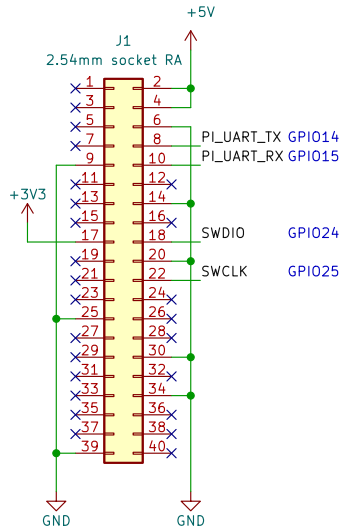 +5V
J1
2.54mm socket RA
1 2
3 4
5 6
7 8 PI_UART_TX GPIO14
9 10 PI_UART_RX GPIO15
11 12
13 14
+3V3
15 16
17 18 SWDIO GPIO24
19 20
21 22 SWCLK GPIO25
23 24
25 26
27 28
29 30
31 32
33 34
35 36
37 38
39 40
GND GND